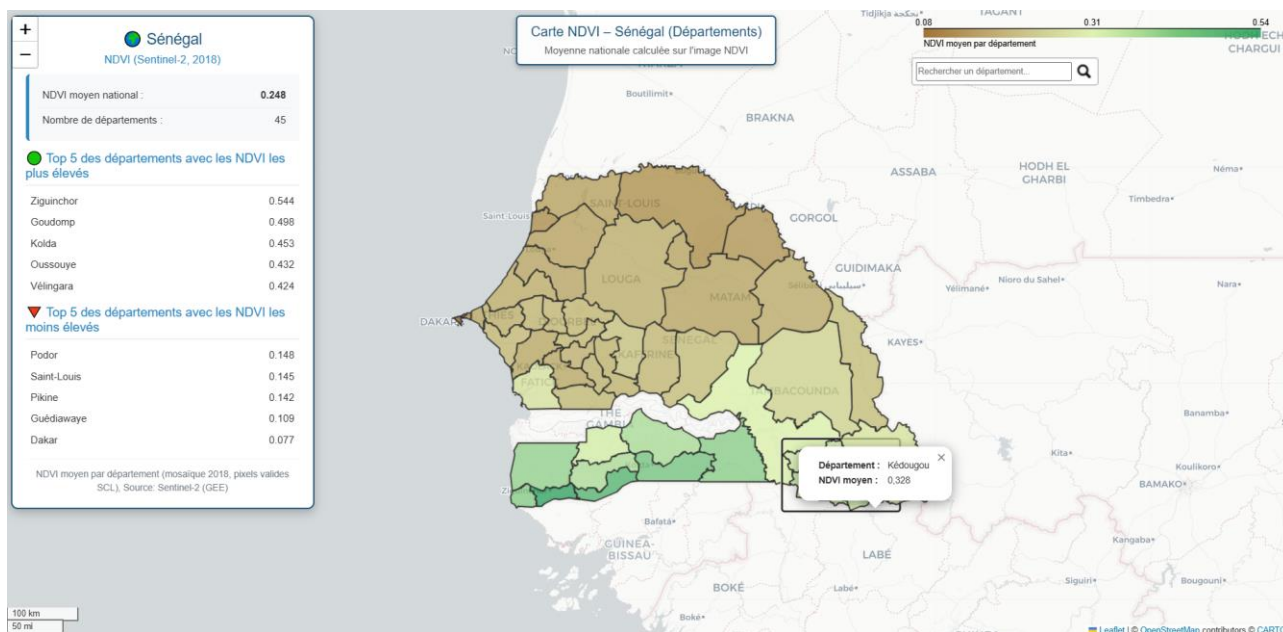 +
−
Sénégal
NDVI (Sentinel-2, 2018)
NDVI moyen national : 0.248
Nombre de départements : 45
Top 5 des départements avec les NDVI les
plus élevés
Ziguinchor 0.544
Goudomp 0.498
Kolda 0.453
Oussouye 0.432
Vélingara 0.424
Top 5 des départements avec les NDVI les
moins élevés
Podor 0.148
Saint-Louis 0.145
Pikine 0.142
Guédiawaye 0.109
Dakar 0.077
NDVI moyen par département (mosaïque 2018, pixels valides
SCL), Source: Sentinel-2 (GEE)
Carte NDVI – Sénégal (Départements)
Moyenne nationale calculée sur l'image NDVI
0.08 0.31 0.54
NDVI moyen par département
Rechercher un département...
Tidjikja
TAGANT
HODH ECH
CHARGUI
Boutilimit
BRAKNA
ASSABA
HODH EL
GHARBI
Néma
Timbedra
SAINT-LOUIS
Saint-Louis
GORGOL
GUIDIMAKA
LOUGA
MATAM
Yélimané
Nioro du Sahel
Nara
DAKAR
SENEGAL
KAYES
TAMBACOUNDA
THE
GAMBIA
Banamba
Kita
Koulikoro
BAMAKO
Département : Kédougou
NDVI moyen : 0,328
×
Bafatá
GUINEA-
BISSAU
LABÉ
Kangaba
BOKÉ
Labé
Siguiri
Bougouni
Boké
100 km
50 mi
Leaflet | © OpenStreetMap contributors © CARTO